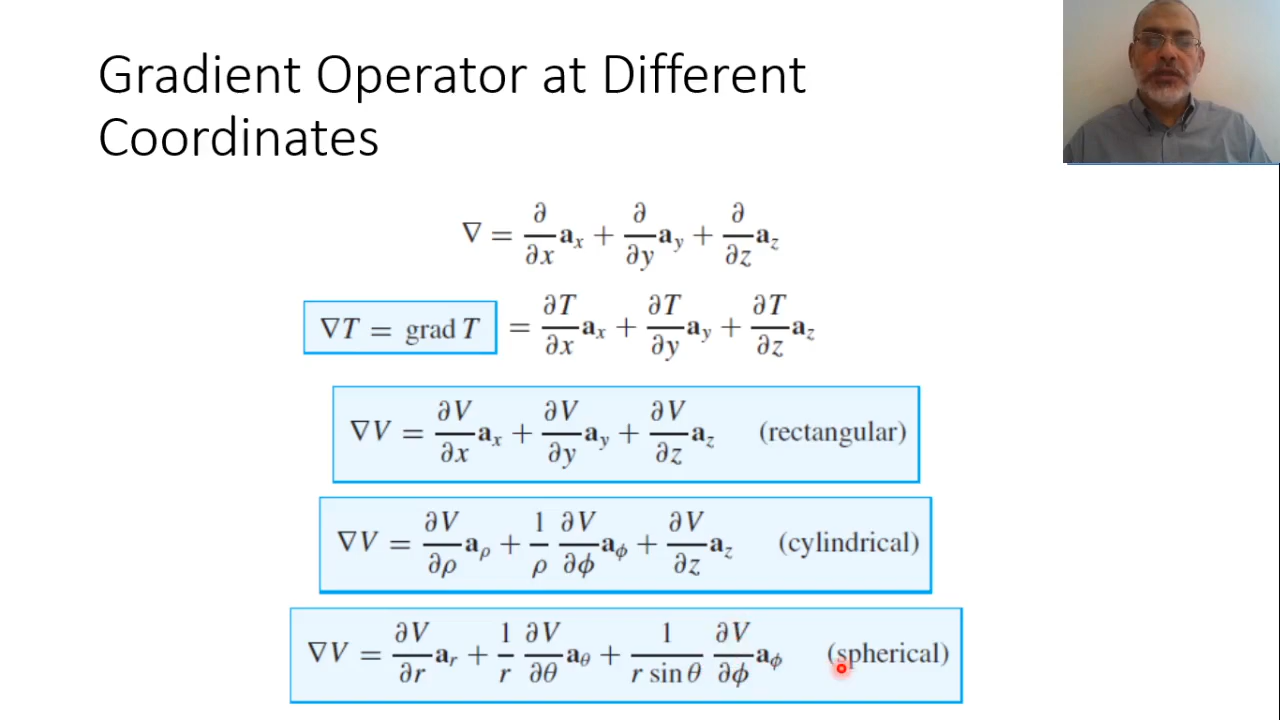 Gradient Operator at Different
Coordinates
∇ = ∂/∂x a_x + ∂/∂y a_y + ∂/∂z a_z
∇T = grad T = ∂T/∂x a_x + ∂T/∂y a_y + ∂T/∂z a_z
∇V = ∂V/∂x a_x + ∂V/∂y a_y + ∂V/∂z a_z (rectangular)
∇V = ∂V/∂ρ a_ρ + 1/ρ ∂V/∂ϕ a_ϕ + ∂V/∂z a_z (cylindrical)
∇V = ∂V/∂r a_r + 1/r ∂V/∂θ a_θ + 1/(r sin θ) ∂V/∂ϕ a_ϕ (spherical)